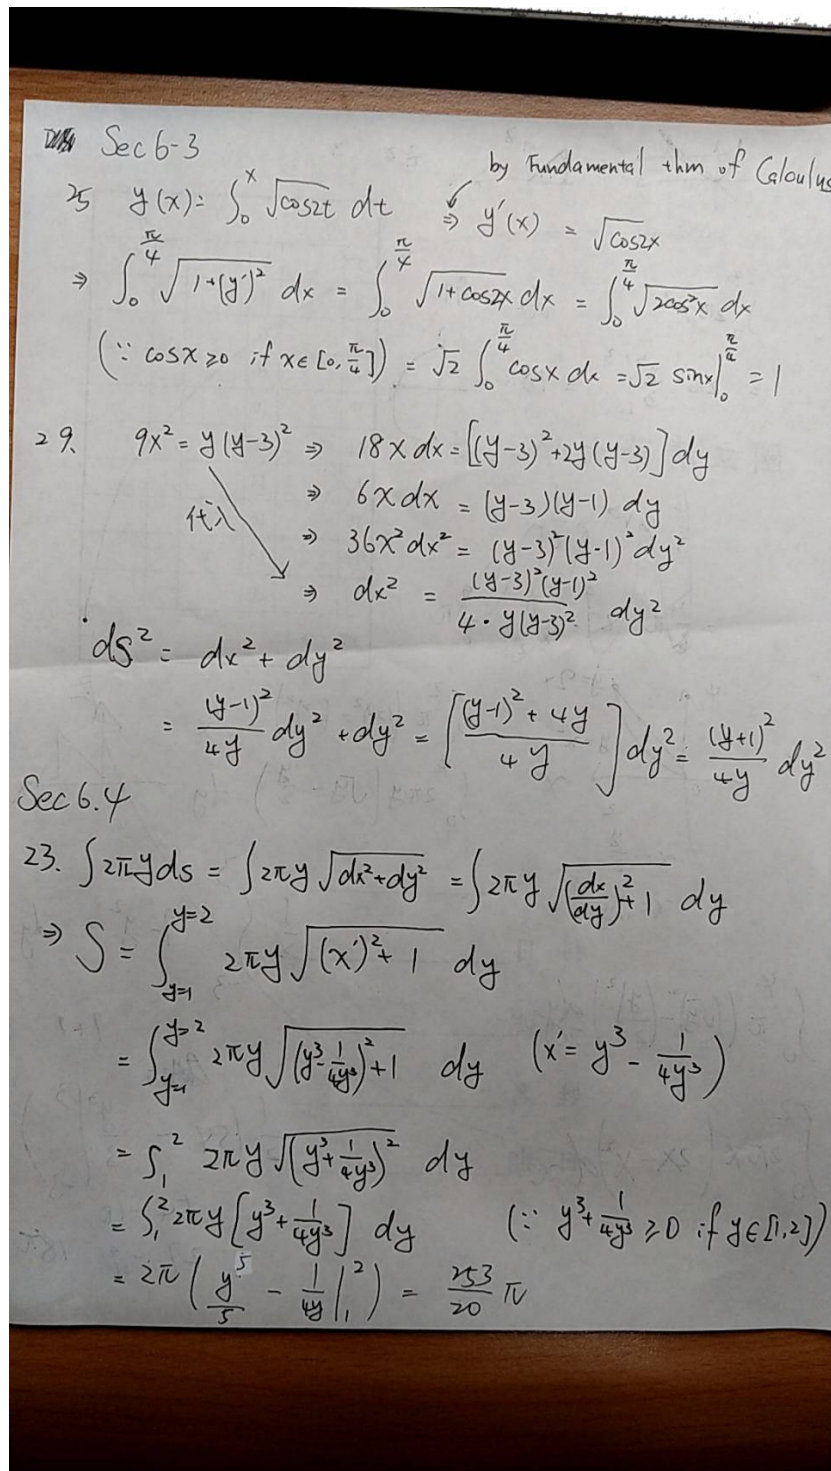 Sec 6-3
by Fundamental thm of Caloulus
25 y(x)= ∫₀ˣ √(cos2t) dt ⇒ y'(x) = √(cos2x)
⇒ ∫₀^(π/4) √(1+(y')²) dx = ∫₀^(π/4) √(1+cos2x) dx = ∫₀^(π/4) √(2cos²x) dx
(∵ cosx ≥ 0 if x∈[0, π/4]) = √2 ∫₀^(π/4) cosx dx = √2 sinx|₀^(π/4) = 1
29. 9x² = y(y-3)² ⇒ 18x dx = [(y-3)²+2y(y-3)] dy
⇒ 6x dx = (y-3)(y-1) dy
代入
⇒ 36x² dx² = (y-3)²(y-1)² dy²
⇒ dx² = (y-3)²(y-1)² / 4·y(y-3)² dy²
ds² = dx² + dy²
= (y-1)²/4y dy² + dy² = [((y-1)² + 4y)/4y] dy² = (y+1)²/4y dy²
Sec 6.4
23. ∫2πy ds = ∫2πy √(dx²+dy²) = ∫2πy √((dx/dy)²+1) dy
⇒ S = ∫_(y=1)^(y=2) 2πy √((x')²+1) dy
= ∫_(y=1)^(y=2) 2πy √((y³-1/4y³)²+1) dy (x' = y³ - 1/4y³)
= ∫₁² 2πy √((y³+1/4y³)²) dy
= ∫₁² 2πy [y³+1/4y³] dy (∵ y³+1/4y³ ≥ 0 if y∈[1,2])
= 2π (y⁵/5 - 1/4y |₁²) = 253/20 π